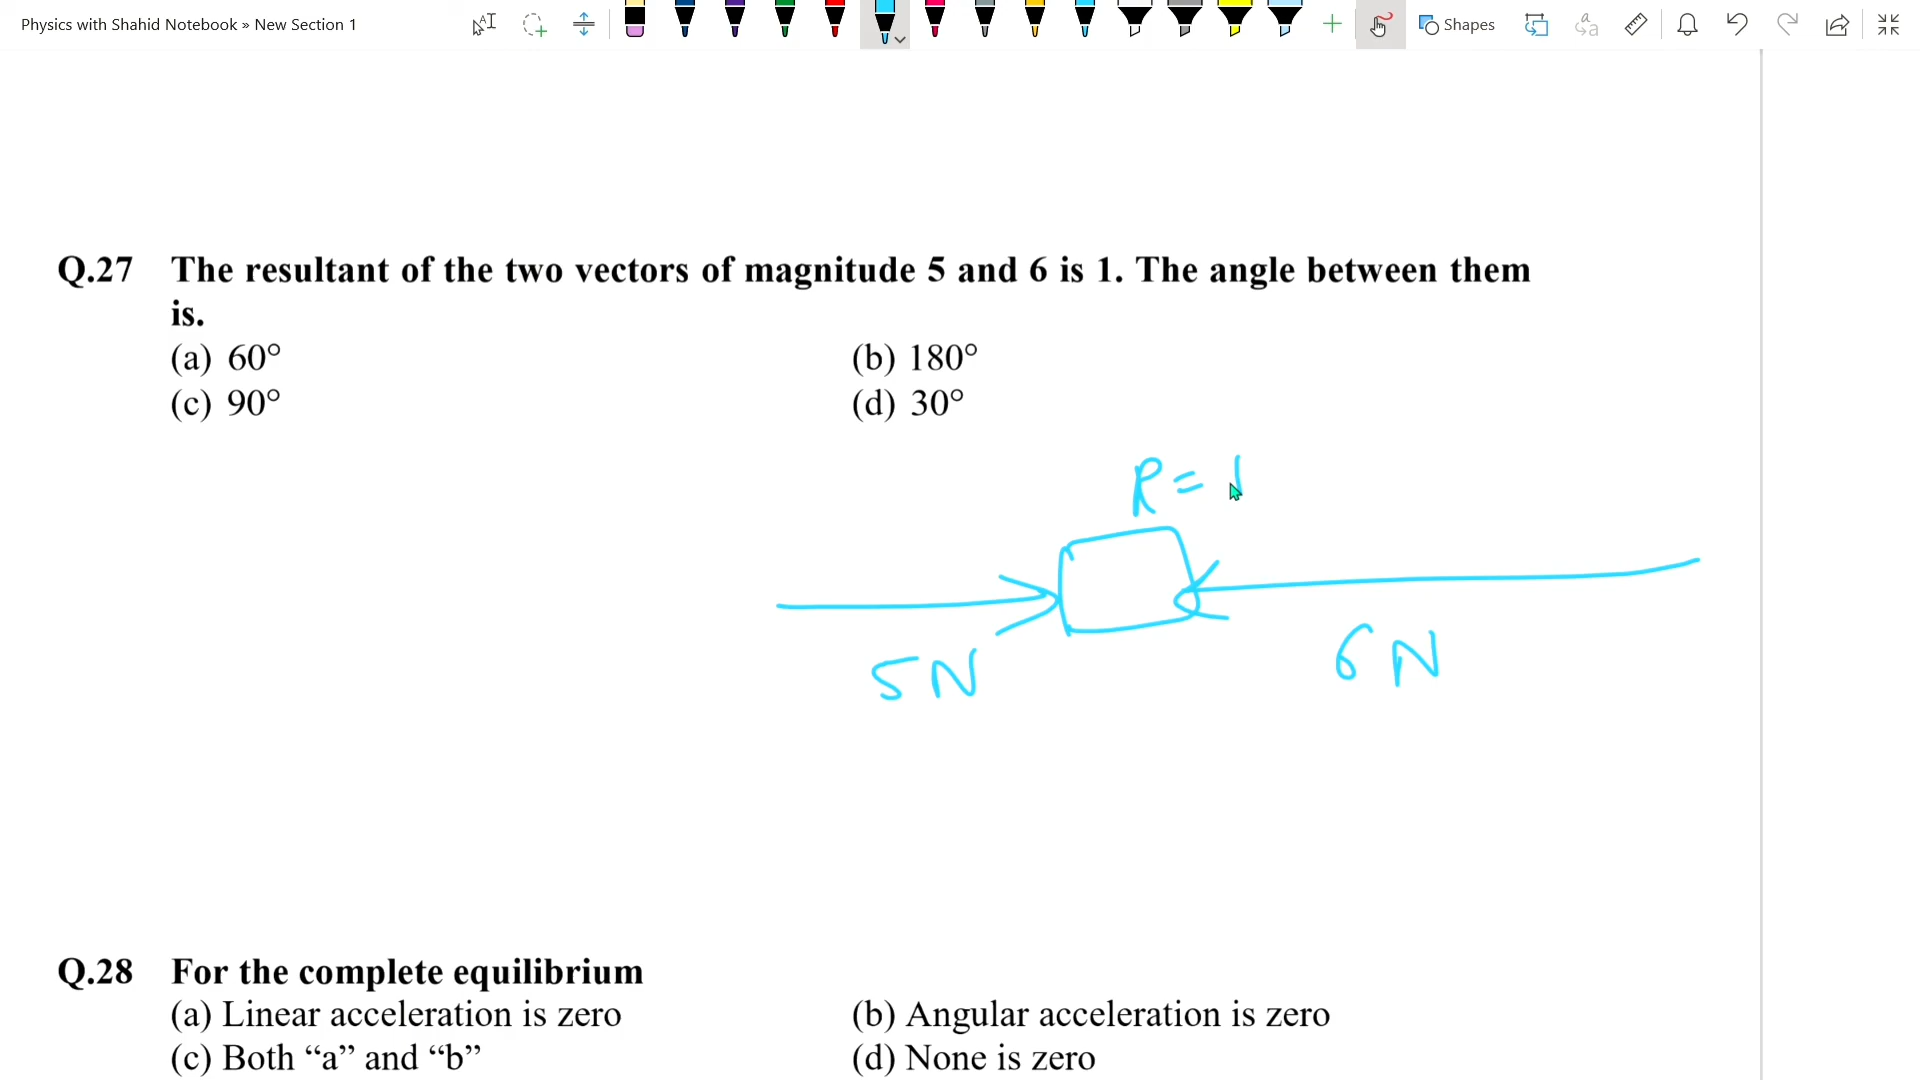 Physics with Shahid Notebook » New Section 1
Shapes
Q.27 The resultant of the two vectors of magnitude 5 and 6 is 1. The angle between them
is.
(a) 60° (b) 180°
(c) 90° (d) 30°
R = 1
5N 6N
Q.28 For the complete equilibrium
(a) Linear acceleration is zero (b) Angular acceleration is zero
(c) Both “a” and “b” (d) None is zero